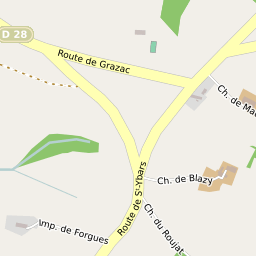 D 28
Route de Grazac
Ch. de Mau
Route de St-Ybars
Ch. de Blazy
Ch. du Roujat
Imp. de Forgues